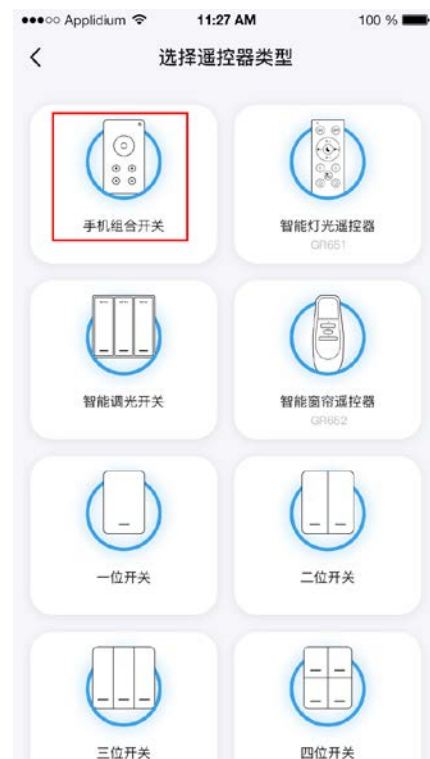 Applidium 11:27 AM 100 %
选择遥控器类型
手机组合开关 智能灯光遥控器
GR651
智能调光开关 智能窗帘遥控器
GR652
一位开关 二位开关
三位开关 四位开关